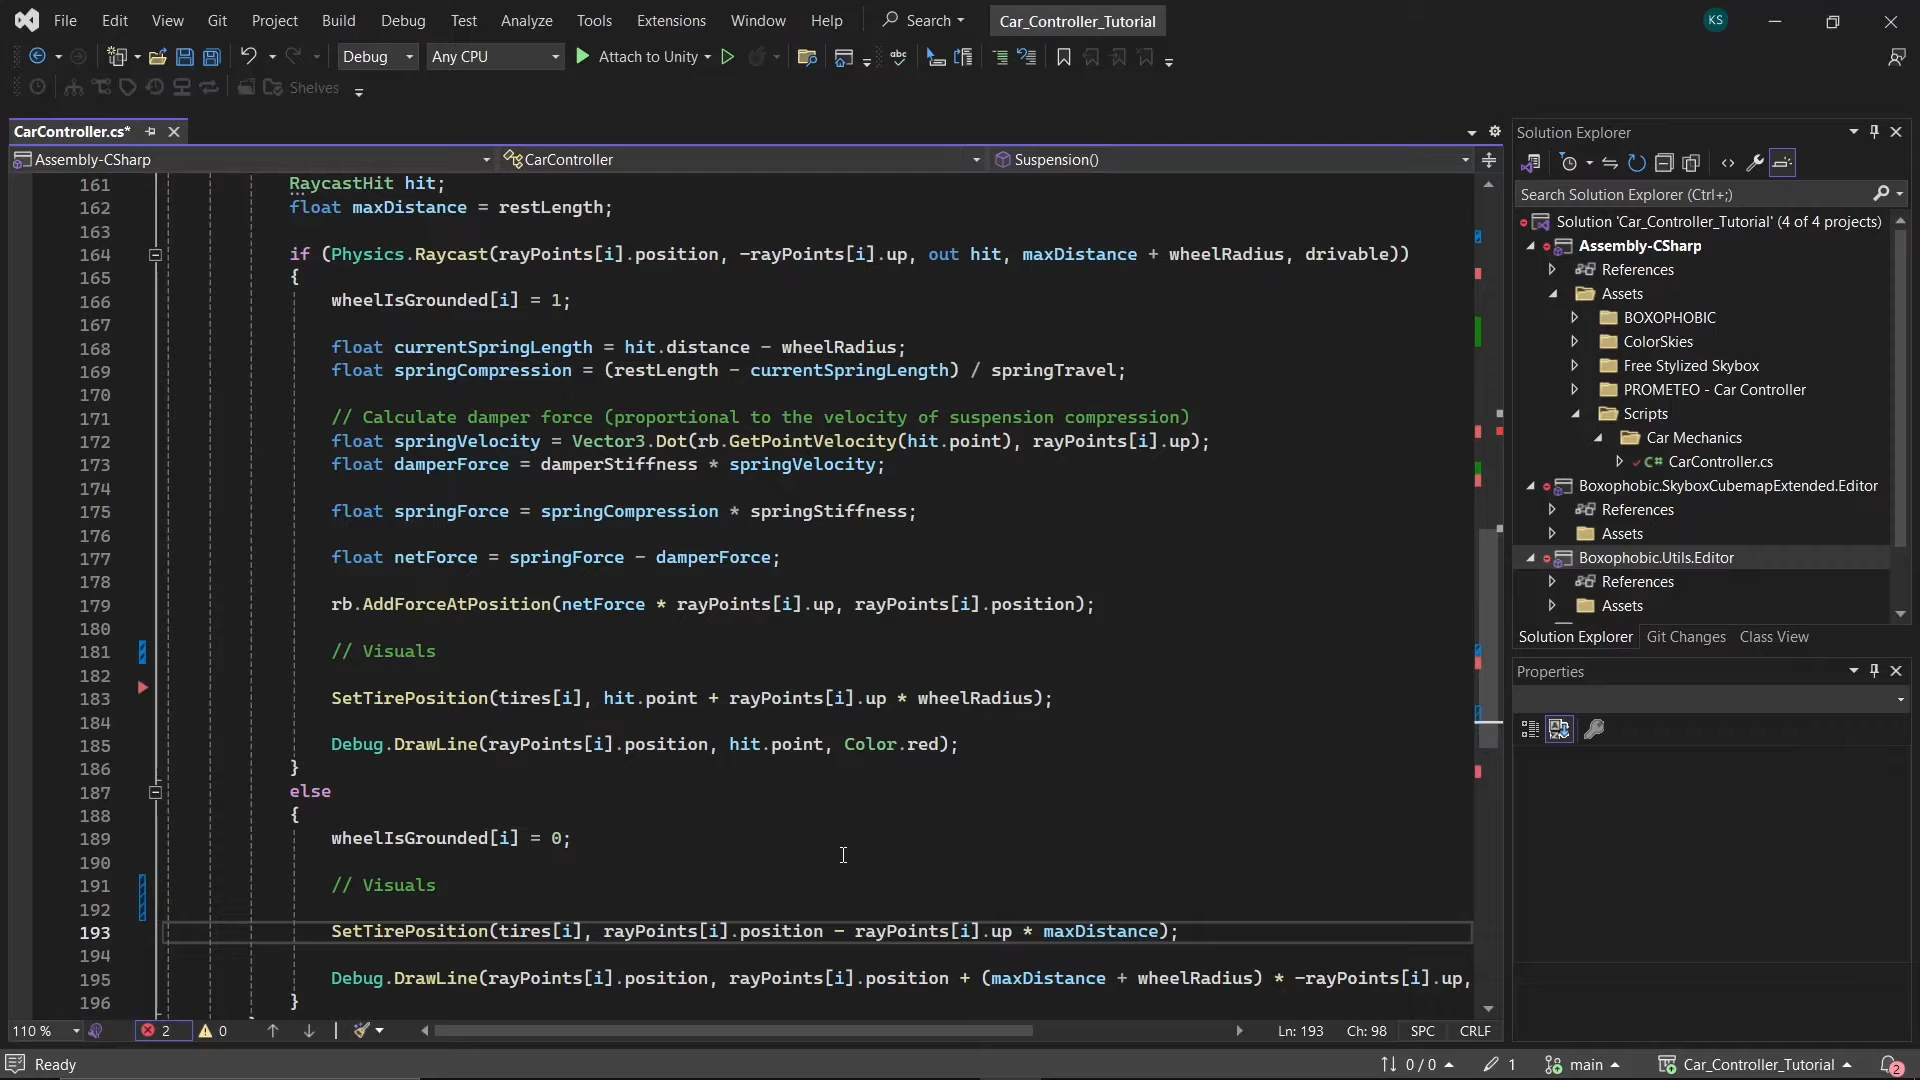 File Edit View Git Project Build Debug Test Analyze Tools Extensions Window Help Search Car_Controller_Tutorial KS
Debug Any CPU Attach to Unity abc
Shelves
CarController.cs*
Assembly-CSharp CarController Suspension()
161 RaycastHit hit;
162 float maxDistance = restLength;
163
164 if (Physics.Raycast(rayPoints[i].position, -rayPoints[i].up, out hit, maxDistance + wheelRadius, drivable))
165 {
166 wheelIsGrounded[i] = 1;
167
168 float currentSpringLength = hit.distance - wheelRadius;
169 float springCompression = (restLength - currentSpringLength) / springTravel;
170
171 // Calculate damper force (proportional to the velocity of suspension compression)
172 float springVelocity = Vector3.Dot(rb.GetPointVelocity(hit.point), rayPoints[i].up);
173 float damperForce = damperStiffness * springVelocity;
174
175 float springForce = springCompression * springStiffness;
176
177 float netForce = springForce - damperForce;
178
179 rb.AddForceAtPosition(netForce * rayPoints[i].up, rayPoints[i].position);
180
181 // Visuals
182
183 SetTirePosition(tires[i], hit.point + rayPoints[i].up * wheelRadius);
184
185 Debug.DrawLine(rayPoints[i].position, hit.point, Color.red);
186 }
187 else
188 {
189 wheelIsGrounded[i] = 0;
190
191 // Visuals
192
193 SetTirePosition(tires[i], rayPoints[i].position - rayPoints[i].up * maxDistance);
194
195 Debug.DrawLine(rayPoints[i].position, rayPoints[i].position + (maxDistance + wheelRadius) * -rayPoints[i].up,
196 }
110 % 2 0 Ln: 193 Ch: 98 SPC CRLF
Solution Explorer
Search Solution Explorer (Ctrl+;)
Solution 'Car_Controller_Tutorial' (4 of 4 projects)
Assembly-CSharp
References
Assets
BOXOPHOBIC
ColorSkies
Free Stylized Skybox
PROMETEO - Car Controller
Scripts
Car Mechanics
C# CarController.cs
Boxophobic.SkyboxCubemapExtended.Editor
References
Assets
Boxophobic.Utils.Editor
References
Assets
Solution Explorer Git Changes Class View
Properties
Ready 0 / 0 1 main Car_Controller_Tutorial 2